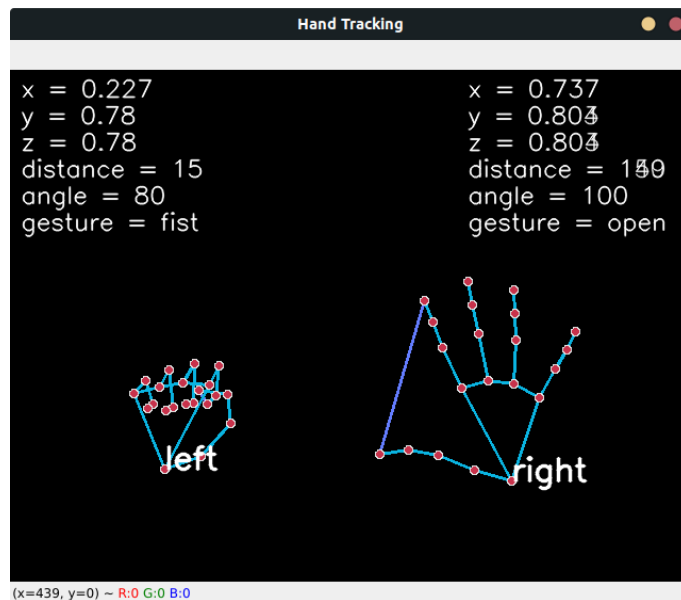 Hand Tracking
x = 0.227
y = 0.78
z = 0.78
distance = 15
angle = 80
gesture = fist
x = 0.737
y =
z =
distance =
angle = 100
gesture = open
left
right
(x=439, y=0) ~ R:0 G:0 B:0